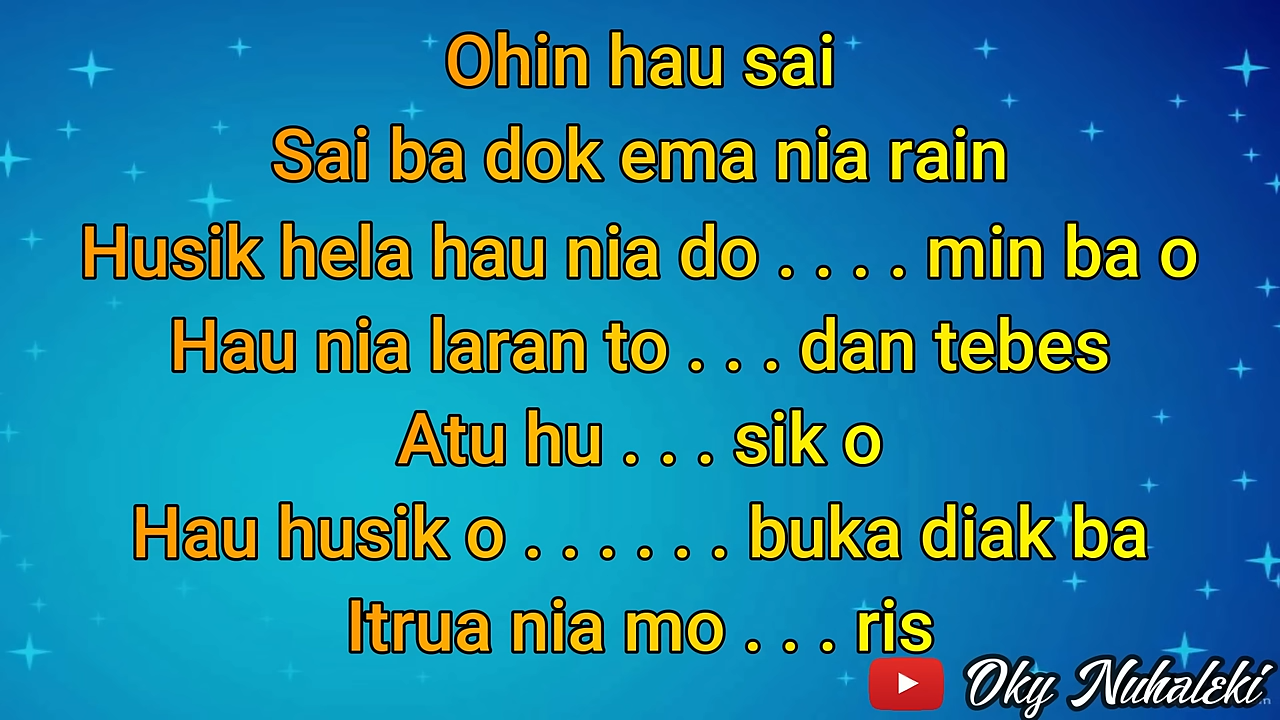 Ohin hau sai
Sai ba dok ema nia rain
Husik hela hau nia do . . . . min ba o
Hau nia laran to . . . dan tebes
Atu hu . . . sik o
Hau husik o . . . . . . buka diak ba
Itrua nia mo . . . ris
Oky Nuhaleki